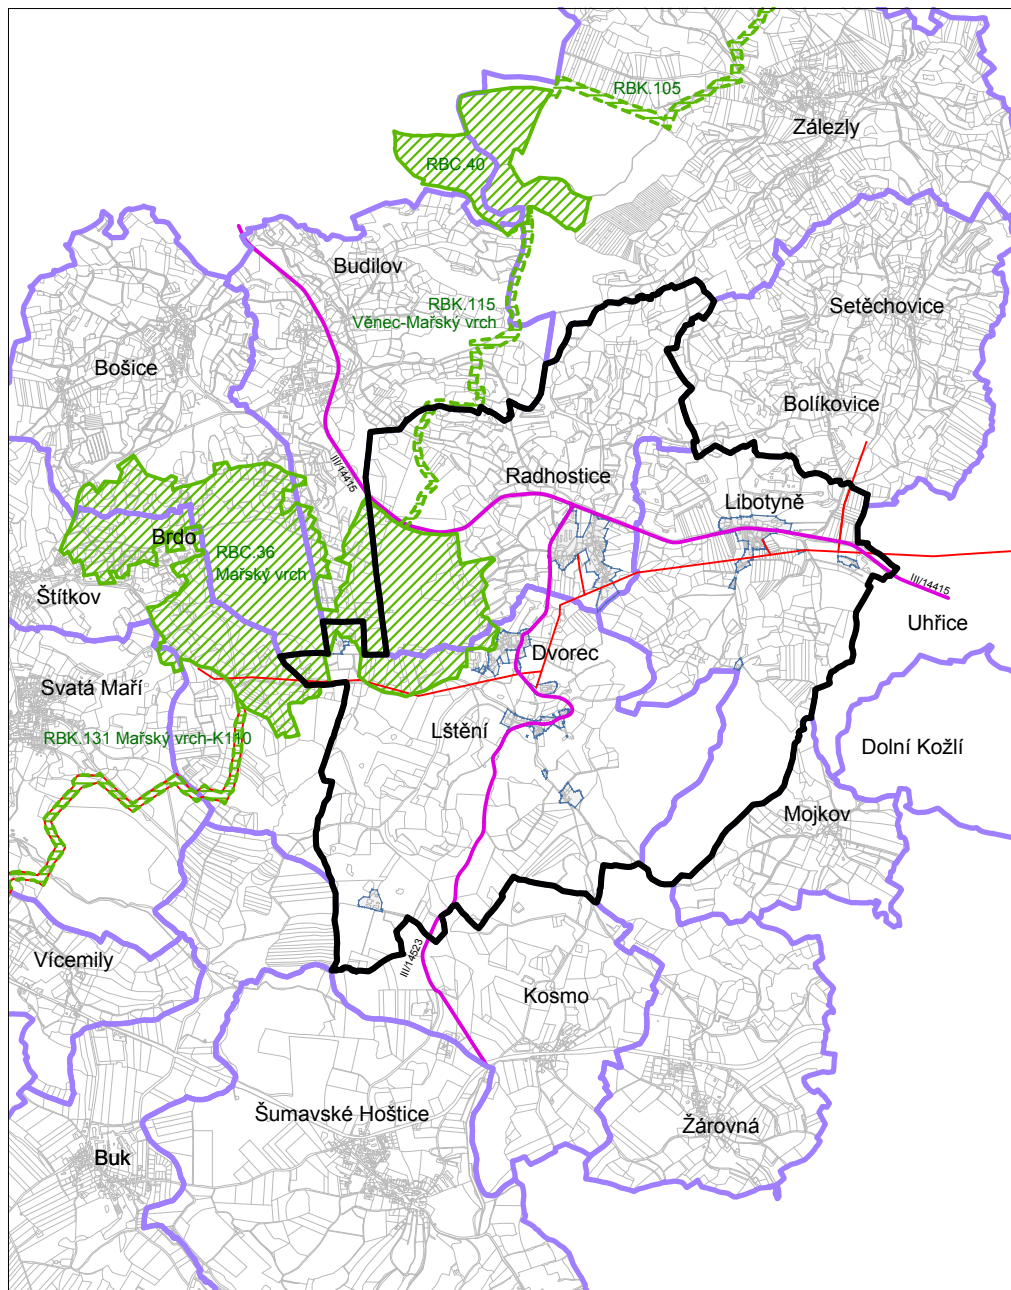 RBK.105
Zálezly
RBC.40
Budilov
RBK.115
Věnec-Mařský vrch
Setěchovice
Bošice
Bolíkovice
III/14415
Radhostice
Libotyně
Brdo
RBC.36
Mařský vrch
Štítkov
III/14415
Uhřice
Dvorec
Svatá Maří
Lštění
RBK.131 Mařský vrch-K110
Dolní Kožlí
Mojkov
III/14523
Vícemily
Kosmo
Šumavské Hoštice
Žárovná
Buk